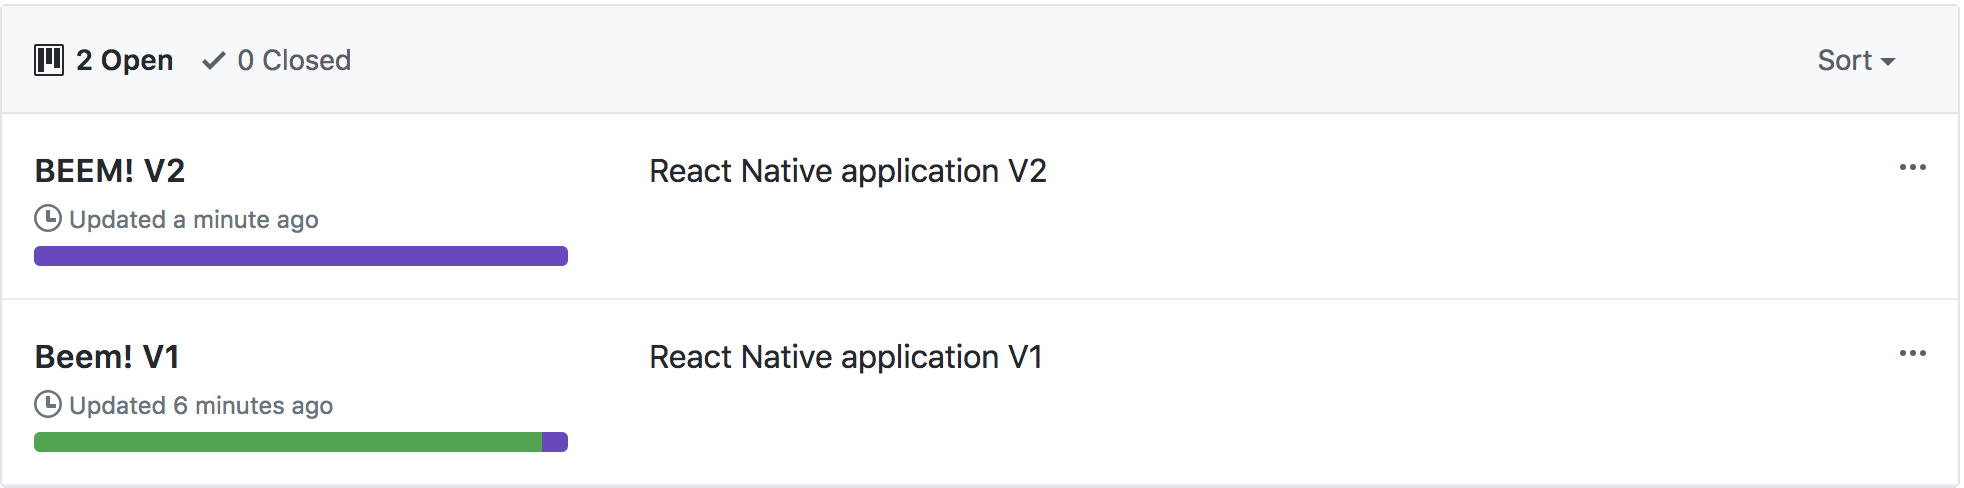 2 Open 0 Closed Sort
BEEM! V2 React Native application V2
Updated a minute ago
Beem! V1 React Native application V1
Updated 6 minutes ago